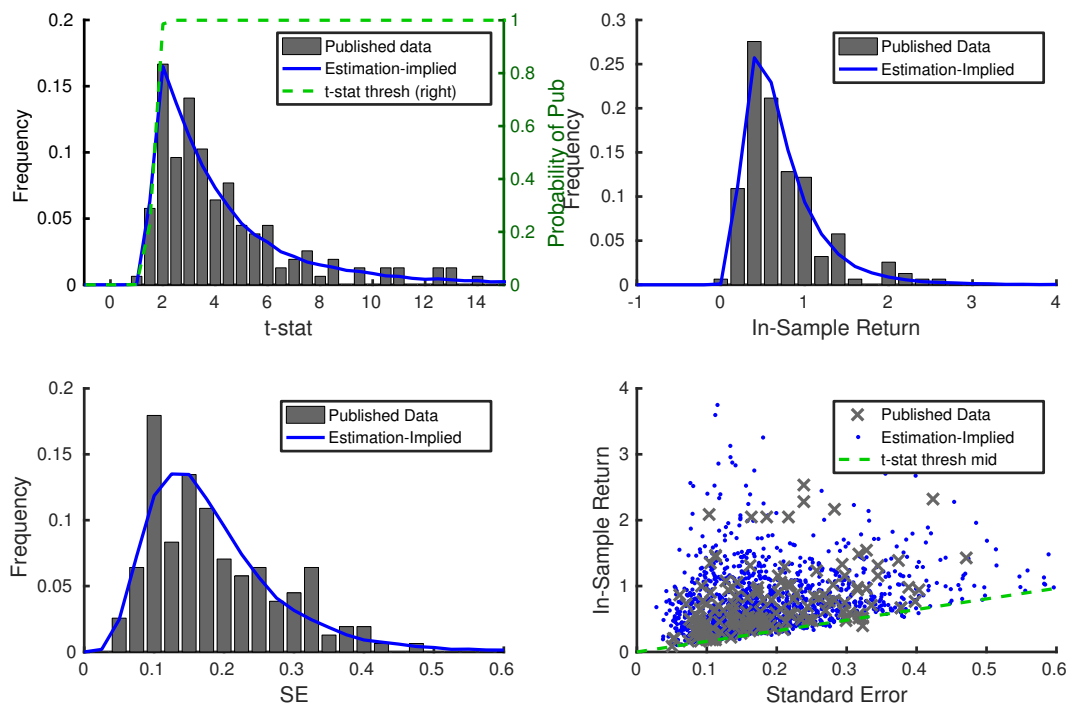 0.2
0.15
0.1
0.05
0
Frequency
0
2
4
6
8
10
12
14
t-stat
1
0.8
0.6
0.4
0.2
0
Probability of Pub
Published data
Estimation-implied
t-stat thresh (right)
0.3
0.25
0.2
0.15
0.1
0.05
0
Frequency
-1
0
1
2
3
4
In-Sample Return
Published Data
Estimation-Implied
0.2
0.15
0.1
0.05
0
Frequency
0
0.1
0.2
0.3
0.4
0.5
0.6
SE
Published Data
Estimation-Implied
4
3
2
1
0
In-Sample Return
0
0.1
0.2
0.3
0.4
0.5
0.6
Standard Error
Published Data
Estimation-Implied
t-stat thresh mid